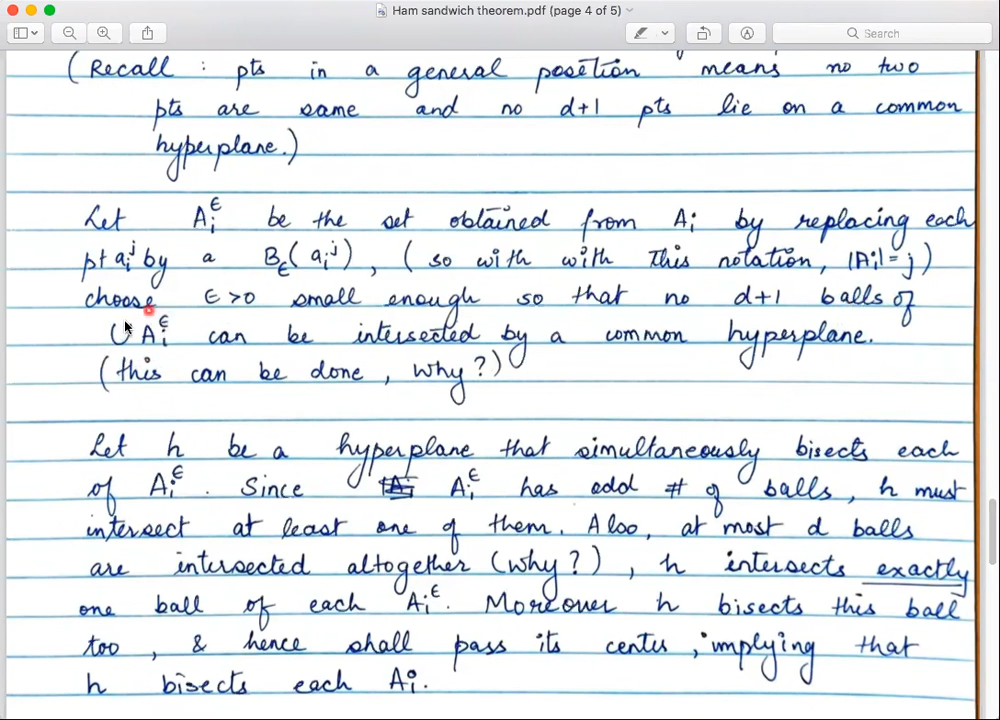 Ham sandwich theorem.pdf (page 4 of 5)
Search
(Recall : pts in a general position means no two
pts are same and no d+1 pts lie on a common
hyperplane.)
Let A_i^ϵ be the set obtained from A_i by replacing each
pt a_i^j by a B_ϵ(a_i^j), (so with with this notation, |A_i| = j)
choose ϵ>0 small enough so that no d+1 balls of
∪A_i^ϵ can be intersected by a common hyperplane.
(this can be done, why?)
Let h be a hyperplane that simultaneously bisects each
of A_i^ϵ. Since A_i^ϵ has odd # of balls, h must
intersect at least one of them. Also, at most d balls
are intersected altogether (why?), h intersects exactly
one ball of each A_i^ϵ. Moreover h bisects this ball
too, & hence shall pass its center, implying that
h bisects each A_i.